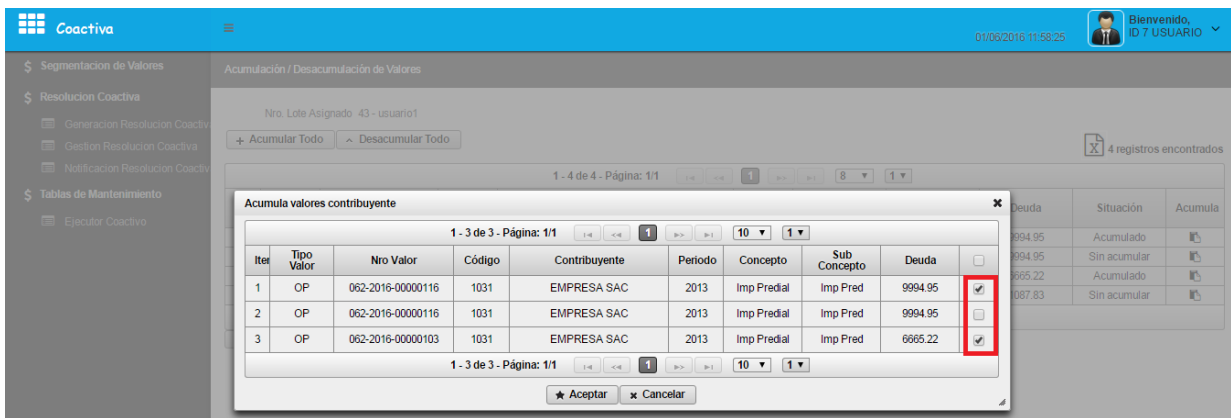 Coactiva
01/06/2016 11:58:25
Bienvenido,
ID 7 USUARIO
$ Segmentacion de Valores
Acumulación / Desacumulación de Valores
$ Resolucion Coactiva
Nro. Lote Asignado 43 - usuario1
Generacion Resolucion Coactiv
+ Acumular Todo
Desacumular Todo
Gestion Resolucion Coactiva
4 registros encontrados
Notificacion Resolucion Coactiv
1 - 4 de 4 - Página: 1/1 1 8 1
$ Tablas de Mantenimiento
Ejecutor Coactivo
Deuda Situación Acumula
9994.95 Acumulado
9994.95 Sin acumular
6665.22 Acumulado
Sin acumular
Acumula valores contribuyente
1 - 3 de 3 - Página: 1/1 1 10 1
Iter Tipo Valor Nro Valor Código Contribuyente Periodo Concepto Sub Concepto Deuda
1 OP 062-2016-00000116 1031 EMPRESA SAC 2013 Imp Predial Imp Pred 9994.95
2 OP 062-2016-00000116 1031 EMPRESA SAC 2013 Imp Predial Imp Pred 9994.95
3 OP 062-2016-00000103 1031 EMPRESA SAC 2013 Imp Predial Imp Pred 6665.22
1 - 3 de 3 - Página: 1/1 1 10 1
Aceptar
Cancelar